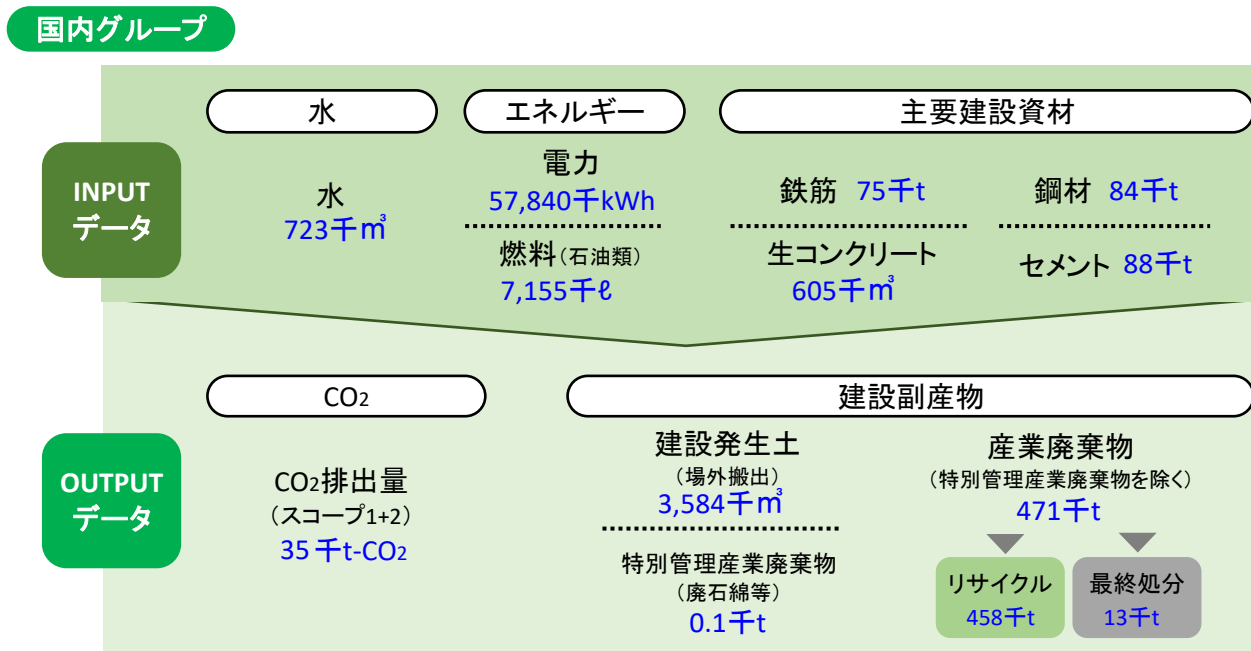 国内グループ
水
エネルギー
主要建設資材
INPUT
データ
水
723千㎥
電力
57,840千kWh
燃料(石油類)
7,155千ℓ
鉄筋 75千t
生コンクリート
605千㎥
鋼材 84千t
セメント 88千t
CO2
建設副産物
OUTPUT
データ
CO2排出量
(スコープ1+2)
35千t-CO2
建設発生土
(場外搬出)
3,584千㎥
特別管理産業廃棄物
(廃石綿等)
0.1千t
産業廃棄物
(特別管理産業廃棄物を除く)
471千t
リサイクル
458千t
最終処分
13千t